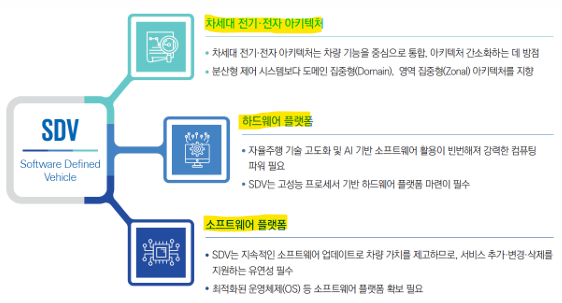 차세대 전기·전자 아키텍처
• 차세대 전기·전자 아키텍처는 차량 기능을 중심으로 통합, 아키텍처 간소화하는 데 방점
• 분산형 제어 시스템보다 도메인 집중형(Domain), 영역 집중형(Zonal) 아키텍처를 지향
SDV
Software Defined
Vehicle
하드웨어 플랫폼
• 자율주행 기술 고도화 및 AI 기반 소프트웨어 활용이 빈번해져 강력한 컴퓨팅
파워 필요
• SDV는 고성능 프로세서 기반 하드웨어 플랫폼 마련이 필수
소프트웨어 플랫폼
• SDV는 지속적인 소프트웨어 업데이트로 차량 가치를 제고하므로, 서비스 추가·변경·삭제를
지원하는 유연성 필수
• 최적화된 운영체제(OS) 등 소프트웨어 플랫폼 확보 필요